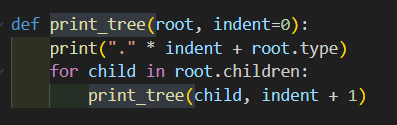 def print_tree(root, indent=0):
    print("." * indent + root.type)
    for child in root.children:
        print_tree(child, indent + 1)